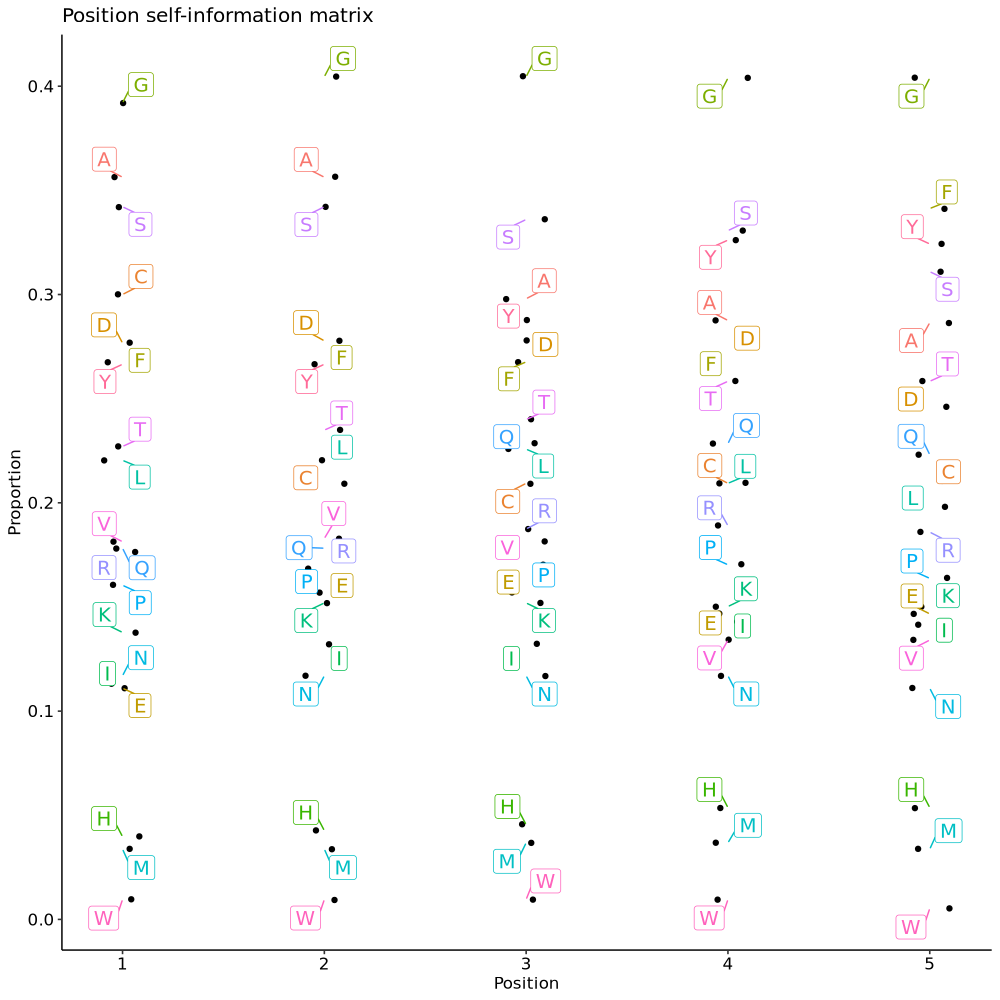 Position self-information matrix
G G G
0.4 G G
A A
F
S S S S Y
Y
C A A
0.3
D D Y D D S
F F A
Y Y F F T
T T T T D
L Q Q Q
C L C L C
L
0.2 C R R
V V
R Q Q R V P R
P P E E P P
K K K K E K
E I I
N I I V V
I N N N N
E
0.1
H H H H H
M M M M M
W
W W W W
0.0
1 2 3 4 5
Position
Proportion